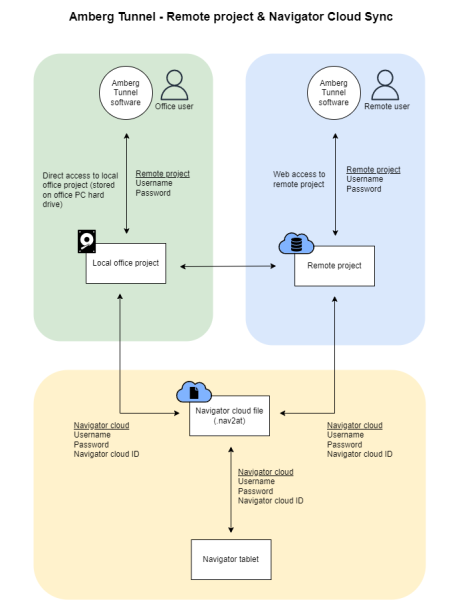 Amberg Tunnel - Remote project & Navigator Cloud Sync
Amberg
Tunnel
software
Office user
Amberg
Tunnel
software
Remote user
Direct access to local
office project (stored
on office PC hard
drive)
Remote project
Username
Password
Web access to
remote project
Remote project
Username
Password
Local office project
Remote project
Navigator cloud file
(.nav2at)
Navigator cloud
Username
Password
Navigator cloud ID
Navigator cloud
Username
Password
Navigator cloud ID
Navigator cloud
Username
Password
Navigator cloud ID
Navigator tablet